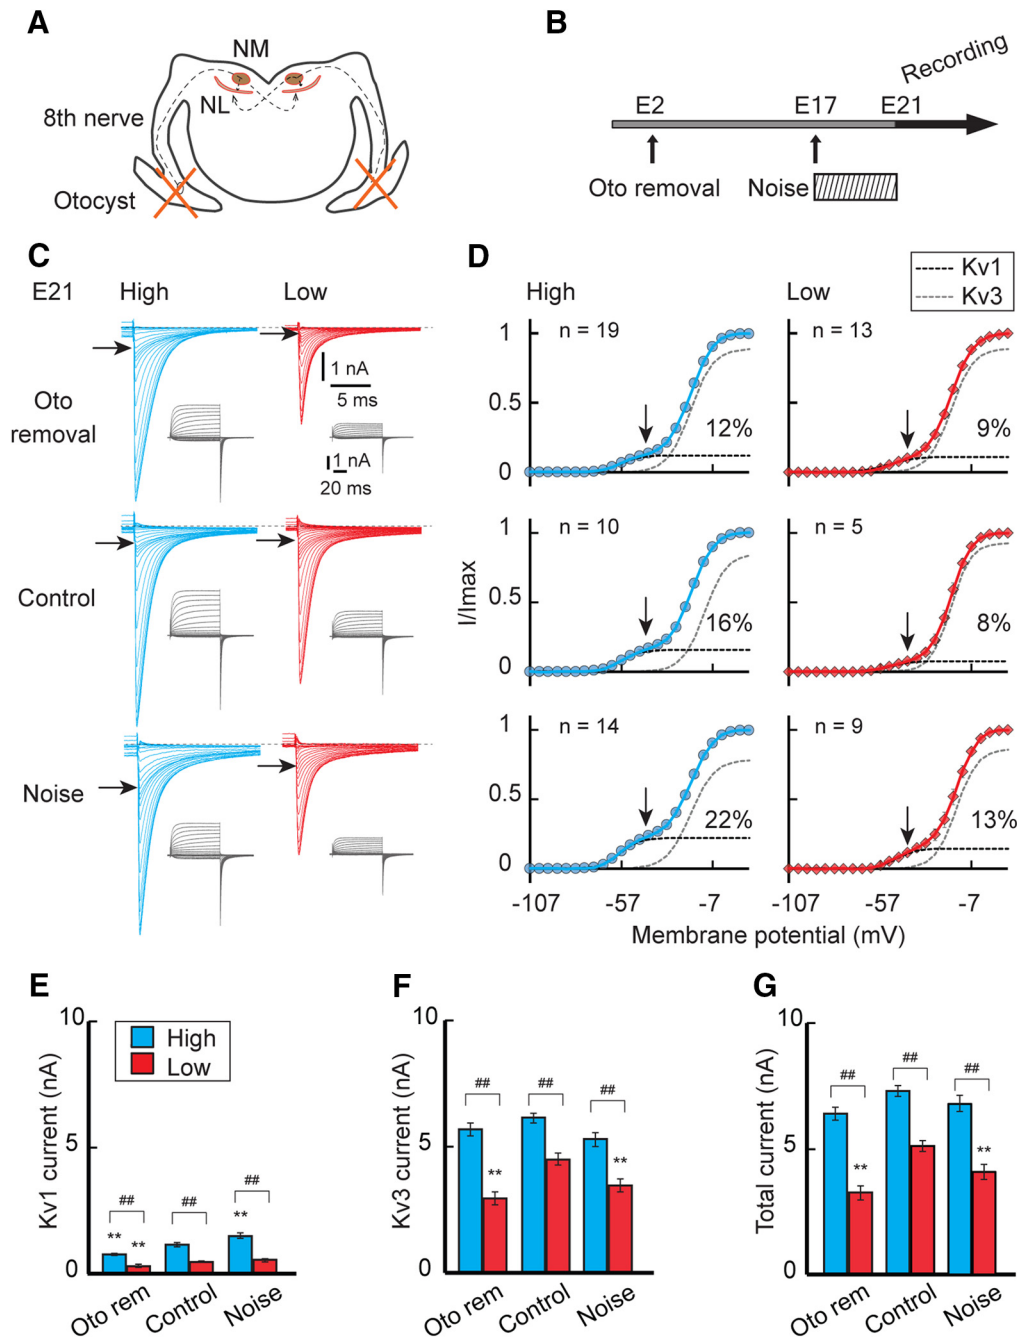 A
NM
NL
8th nerve
Otocyst
B
Recording
E2 E17 E21
Oto removal Noise
C
E21 High Low
Oto
removal
1 nA
5 ms
1 nA
20 ms
Control
Noise
D
Kv1
Kv3
High Low
1 n = 19 n = 13
0.5
12% 9%
0
1 n = 10 n = 5
0.5
16% 8%
0
1 n = 14 n = 9
0.5
22% 13%
0
I/Imax
-107 -57 -7 -107 -57 -7
Membrane potential (mV)
E
10
High
Low
5
0
Kv1 current (nA)
## ## ##
** ** **
Oto rem Control Noise
F
10
5
0
Kv3 current (nA)
## ## ##
** **
Oto rem Control Noise
G
10
5
0
Total current (nA)
## ## ##
** **
Oto rem Control Noise